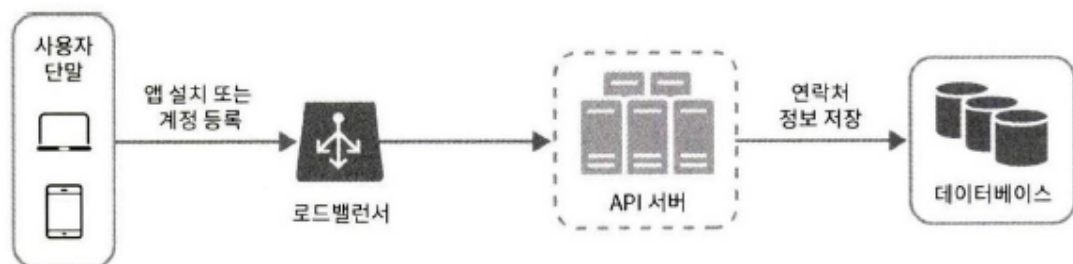 사용자
단말
앱 설치 또는
계정 등록
로드밸런서
API 서버
연락처
정보 저장
데이터베이스